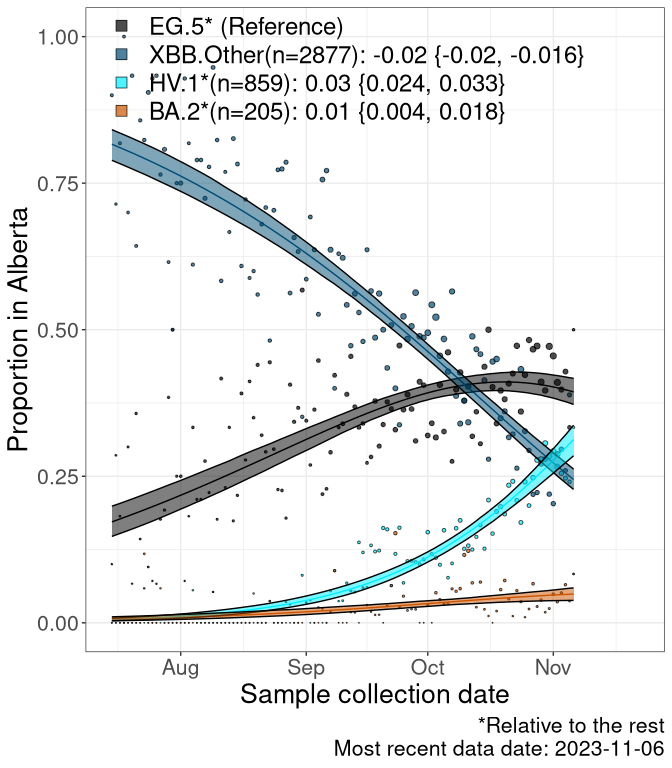 EG.5* (Reference)
XBB.Other(n=2877): -0.02 {-0.02, -0.016}
HV.1*(n=859): 0.03 {0.024, 0.033}
BA.2*(n=205): 0.01 {0.004, 0.018}
1.00
0.75
0.50
0.25
0.00
Proportion in Alberta
Aug Sep Oct Nov
Sample collection date
*Relative to the rest
Most recent data date: 2023-11-06